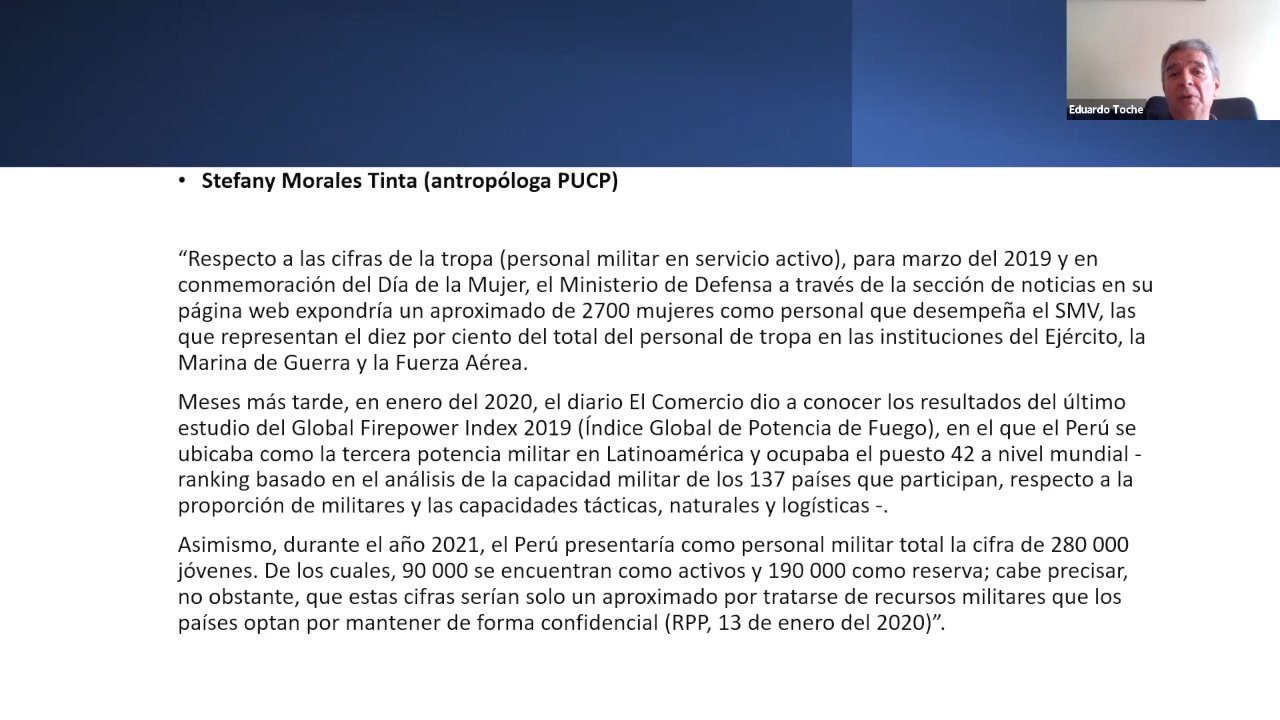 Eduardo Toche
• Stefany Morales Tinta (antropóloga PUCP)
“Respecto a las cifras de la tropa (personal militar en servicio activo), para marzo del 2019 y en
conmemoración del Día de la Mujer, el Ministerio de Defensa a través de la sección de noticias en su
página web expondría un aproximado de 2700 mujeres como personal que desempeña el SMV, las
que representan el diez por ciento del total del personal de tropa en las instituciones del Ejército, la
Marina de Guerra y la Fuerza Aérea.
Meses más tarde, en enero del 2020, el diario El Comercio dio a conocer los resultados del último
estudio del Global Firepower Index 2019 (Índice Global de Potencia de Fuego), en el que el Perú se
ubicaba como la tercera potencia militar en Latinoamérica y ocupaba el puesto 42 a nivel mundial -
ranking basado en el análisis de la capacidad militar de los 137 países que participan, respecto a la
proporción de militares y las capacidades tácticas, naturales y logísticas -.
Asimismo, durante el año 2021, el Perú presentaría como personal militar total la cifra de 280 000
jóvenes. De los cuales, 90 000 se encuentran como activos y 190 000 como reserva; cabe precisar,
no obstante, que estas cifras serían solo un aproximado por tratarse de recursos militares que los
países optan por mantener de forma confidencial (RPP, 13 de enero del 2020)”.